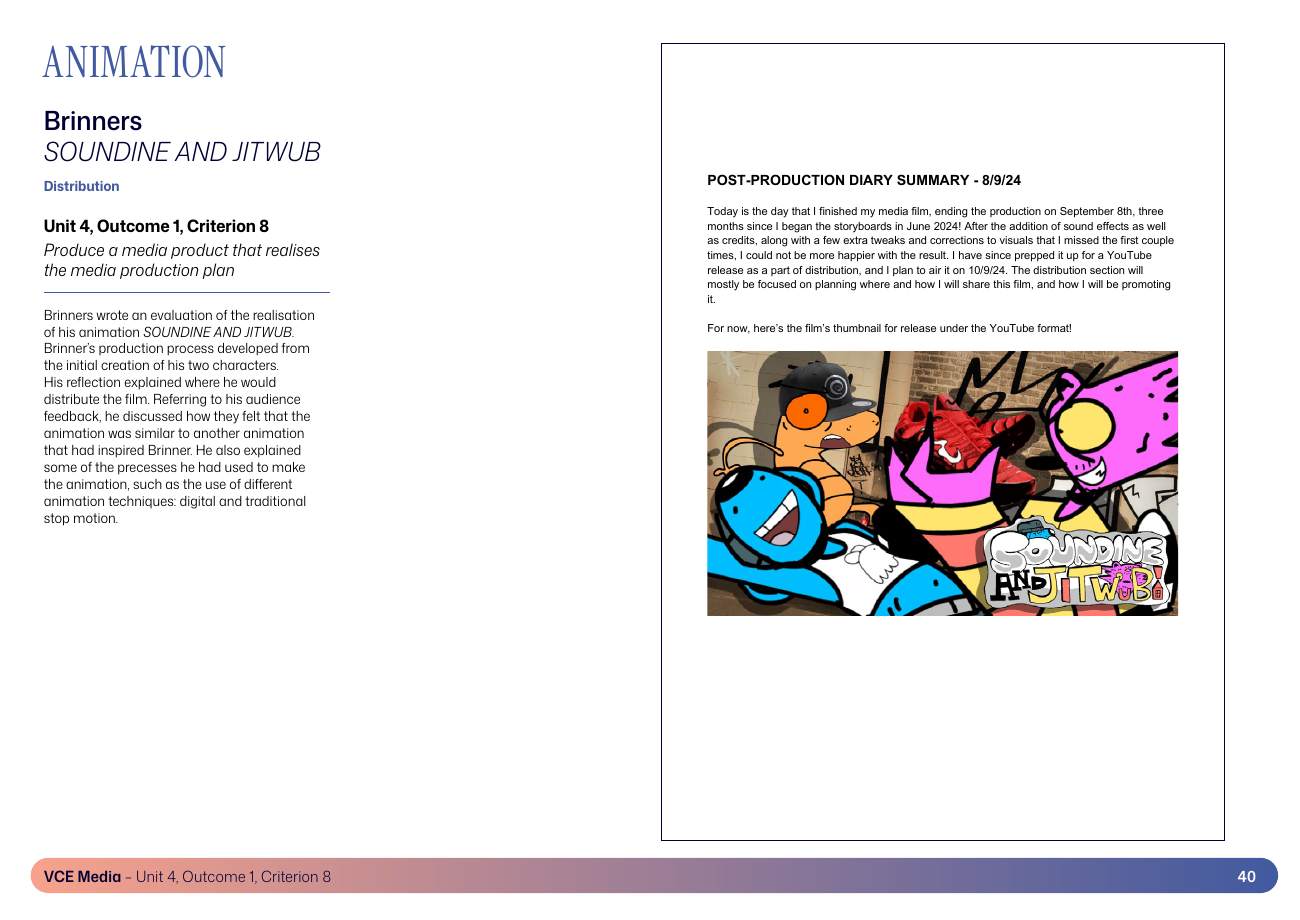 ANIMATION
Brinners
SOUNDINE AND JITWUB
Distribution
Unit 4, Outcome 1, Criterion 8
Produce a media product that realises
the media production plan
Brinners wrote an evaluation of the realisation
of his animation SOUNDINE AND JITWUB.
Brinner's production process developed from
the initial creation of his two characters.
His reflection explained where he would
distribute the film. Referring to his audience
feedback, he discussed how they felt that the
animation was similar to another animation
that had inspired Brinner. He also explained
some of the precesses he had used to make
the animation, such as the use of different
animation techniques: digital and traditional
stop motion.
POST-PRODUCTION DIARY SUMMARY - 8/9/24
Today is the day that I finished my media film, ending the production on September 8th, three
months since I began the storyboards in June 2024! After the addition of sound effects as well
as credits, along with a few extra tweaks and corrections to visuals that I missed the first couple
times, I could not be more happier with the result. I have since prepped it up for a YouTube
release as a part of distribution, and I plan to air it on 10/9/24. The distribution section will
mostly be focused on planning where and how I will share this film, and how I will be promoting
it.
For now, here's the film's thumbnail for release under the YouTube format!
SOUNDINE
AND JITWUB!
VCE Media – Unit 4, Outcome 1, Criterion 8
40